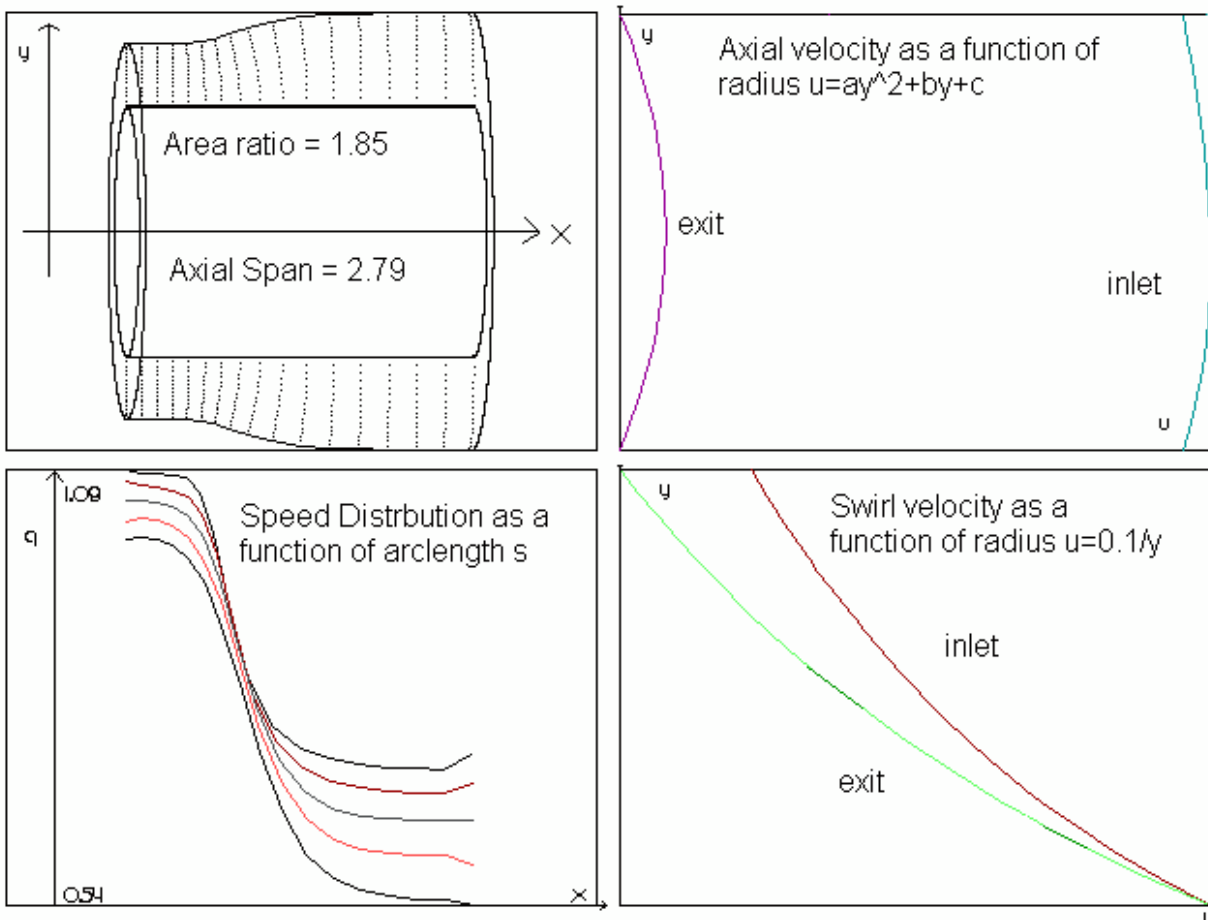 y
Area ratio = 1.85
X
Axial Span = 2.79
y
Axial velocity as a function of
radius u=ay^2+by+c
exit
inlet
u
1.08
q
Speed Distrbution as a
function of arclength s
0.54
X
y
Swirl velocity as a
function of radius u=0.1/y
inlet
exit